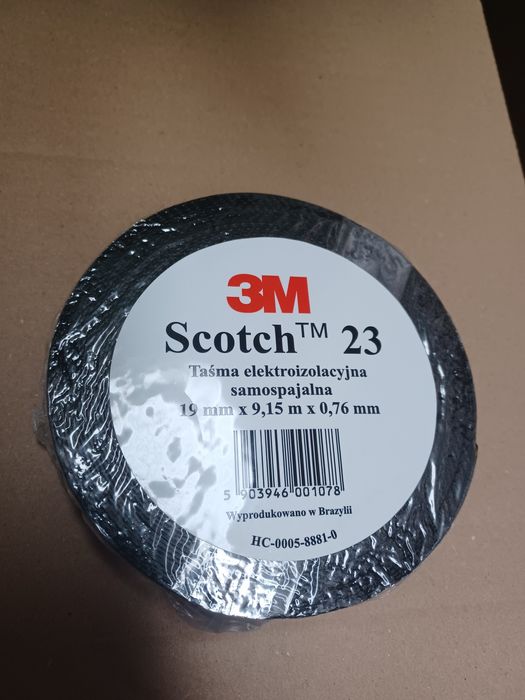 3M
Scotch™ 23
Taśma elektroizolacyjna
samospajalna
19 mm x 9,15 m x 0,76 mm
5 903946 001078
Wyprodukowano w Brazylii
HC-0005-8881-0